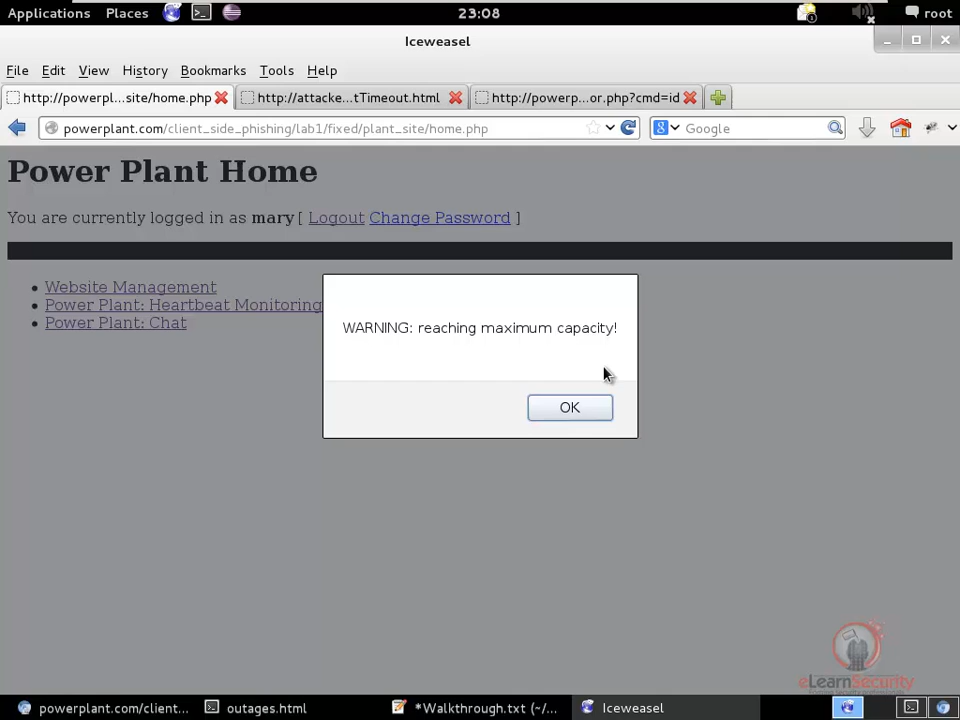 Applications Places 23:08 root
Iceweasel
File Edit View History Bookmarks Tools Help
http://powerpl...site/home.php http://attacke...tTimeout.html http://powerp...or.php?cmd=id
powerplant.com/client_side_phishing/lab1/fixed/plant_site/home.php Google
Power Plant Home
You are currently logged in as mary [ Logout Change Password ]
Website Management
Power Plant: Heartbeat Monitoring
Power Plant: Chat
WARNING: reaching maximum capacity!
OK
eLearnSecurity
powerplant.com/client... outages.html *Walkthrough.txt (~/... Iceweasel